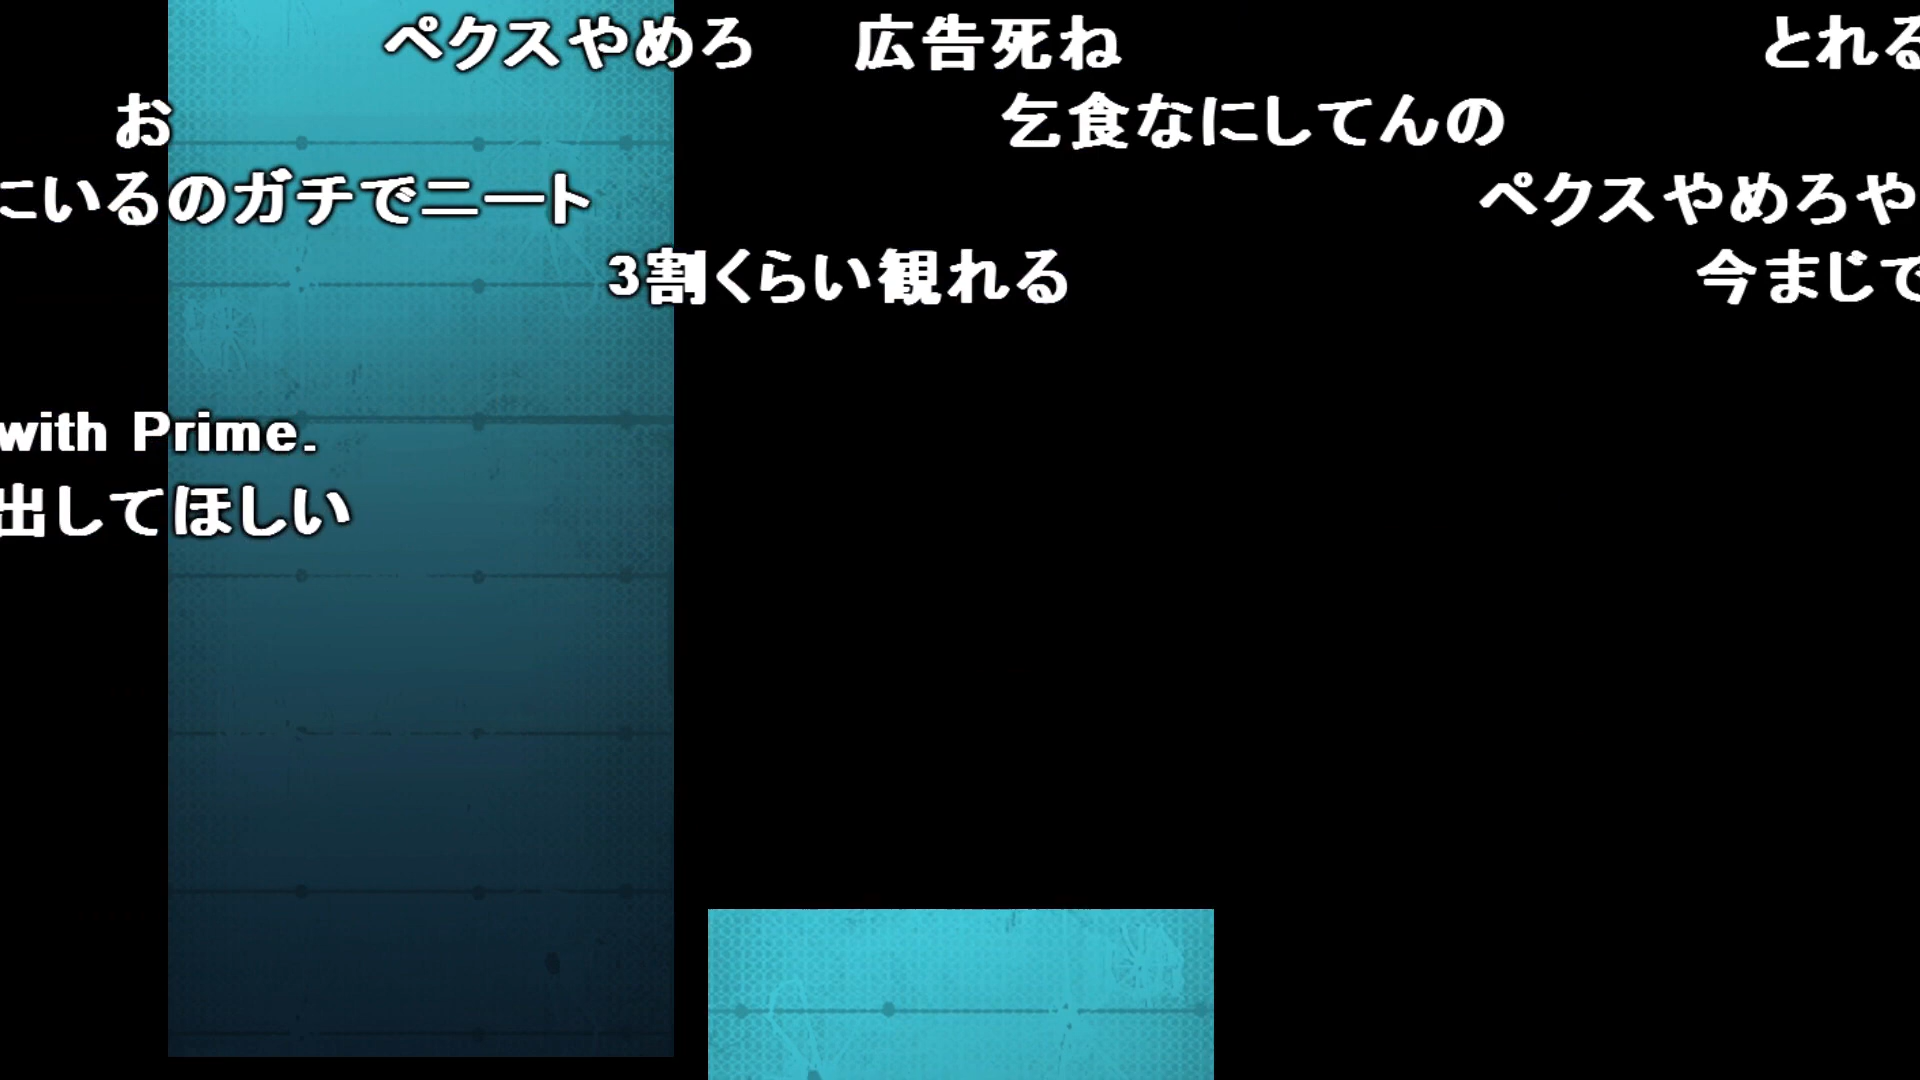 ペクスやめろ 広告死ね とれる
お 乞食なにしてんの
にいるのガチでニート ペクスやめろや
3割くらい観れる 今まじで
with Prime.
出してほしい